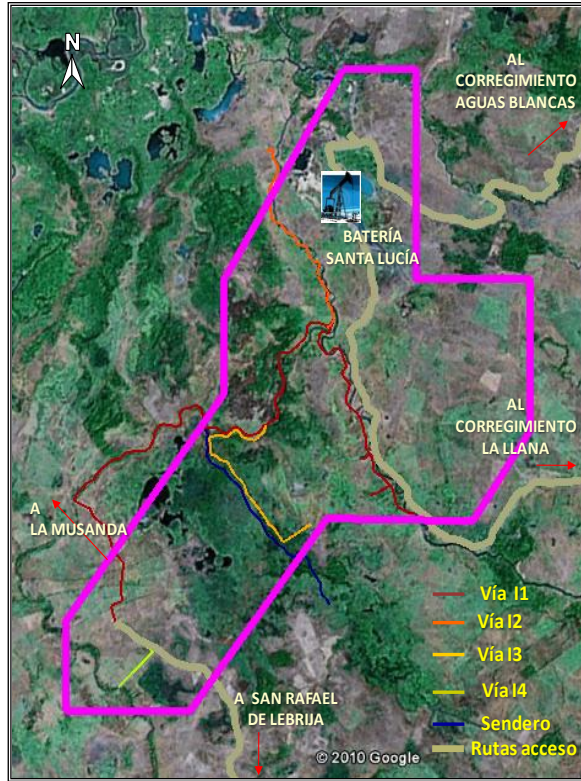 N
AL
CORREGIMIENTO
AGUAS BLANCAS
BATERÍA
SANTA LUCÍA
AL
CORREGIMIENTO
LA LLANA
A
LA MUSANDA
Vía I1
Vía I2
Vía I3
Vía I4
Sendero
Rutas acceso
A SAN RAFAEL
DE LEBRIJA
© 2010 Google